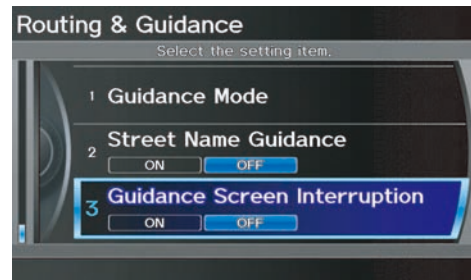 Routing & Guidance
Select the setting item.
1 Guidance Mode
2 Street Name Guidance
ON OFF
3 Guidance Screen Interruption
ON OFF